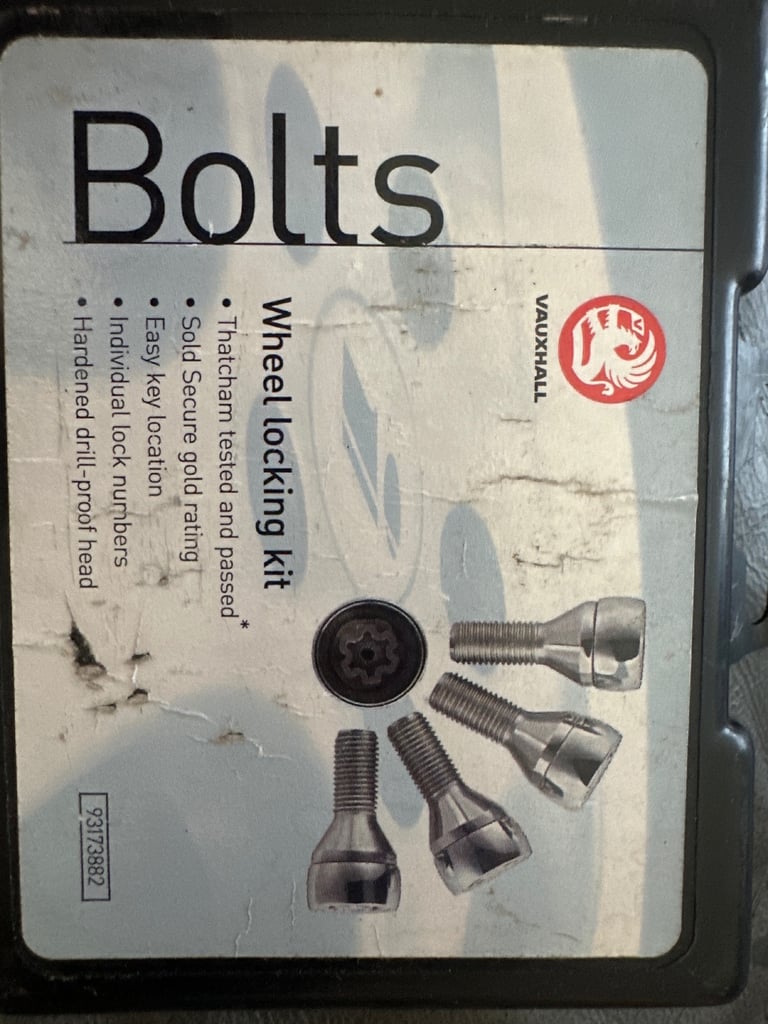 Bolts
VAUXHALL
Wheel locking kit
• Thatcham tested and passed*
• Sold Secure gold rating
• Easy key location
• Individual lock numbers
• Hardened drill-proof head
93173882